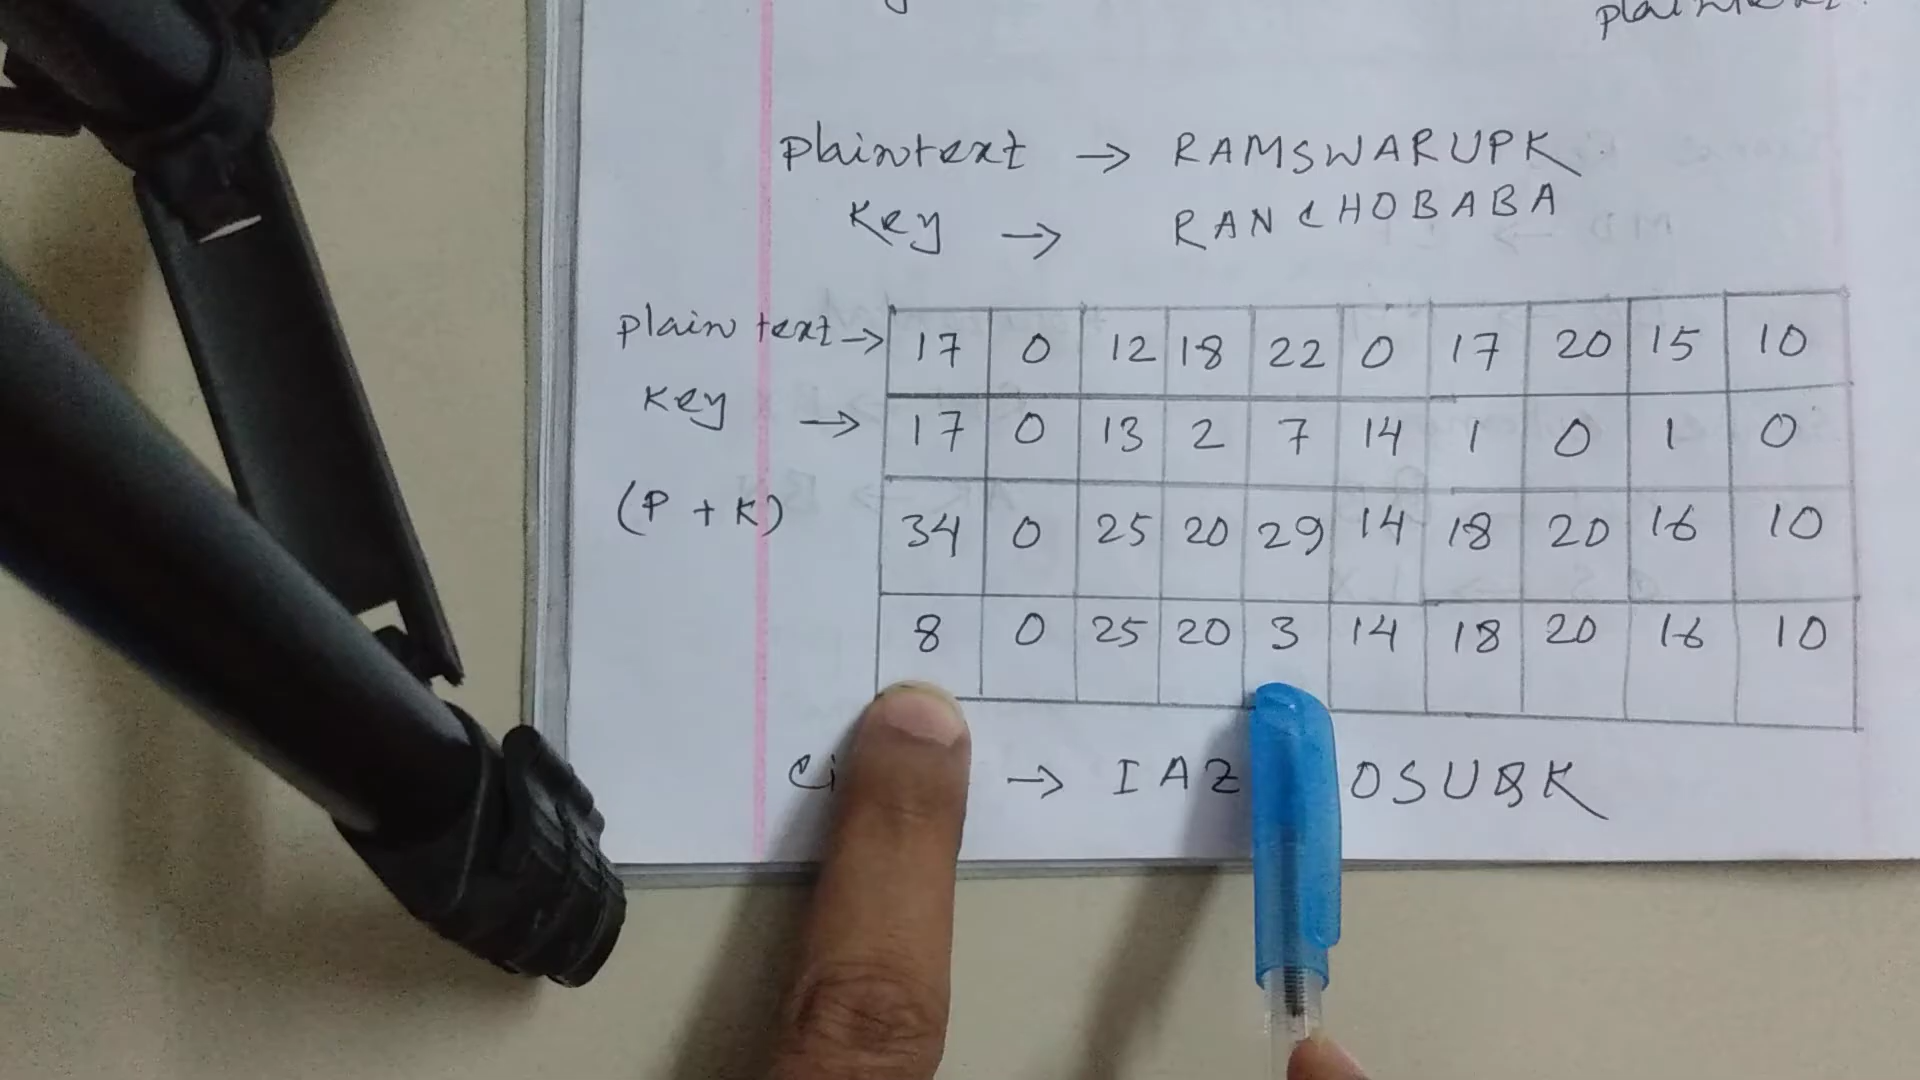 plaintext →  RAMSWARUPK
Key →  RANCHOBABA
plain text → 17 0 12 18 22 0 17 20 15 10
Key → 17 0 13 2 7 14 1 0 1 0
(P + K) 34 0 25 20 29 14 18 20 16 10
8 0 25 20 3 14 18 20 16 10
→ IAZ OSUQK